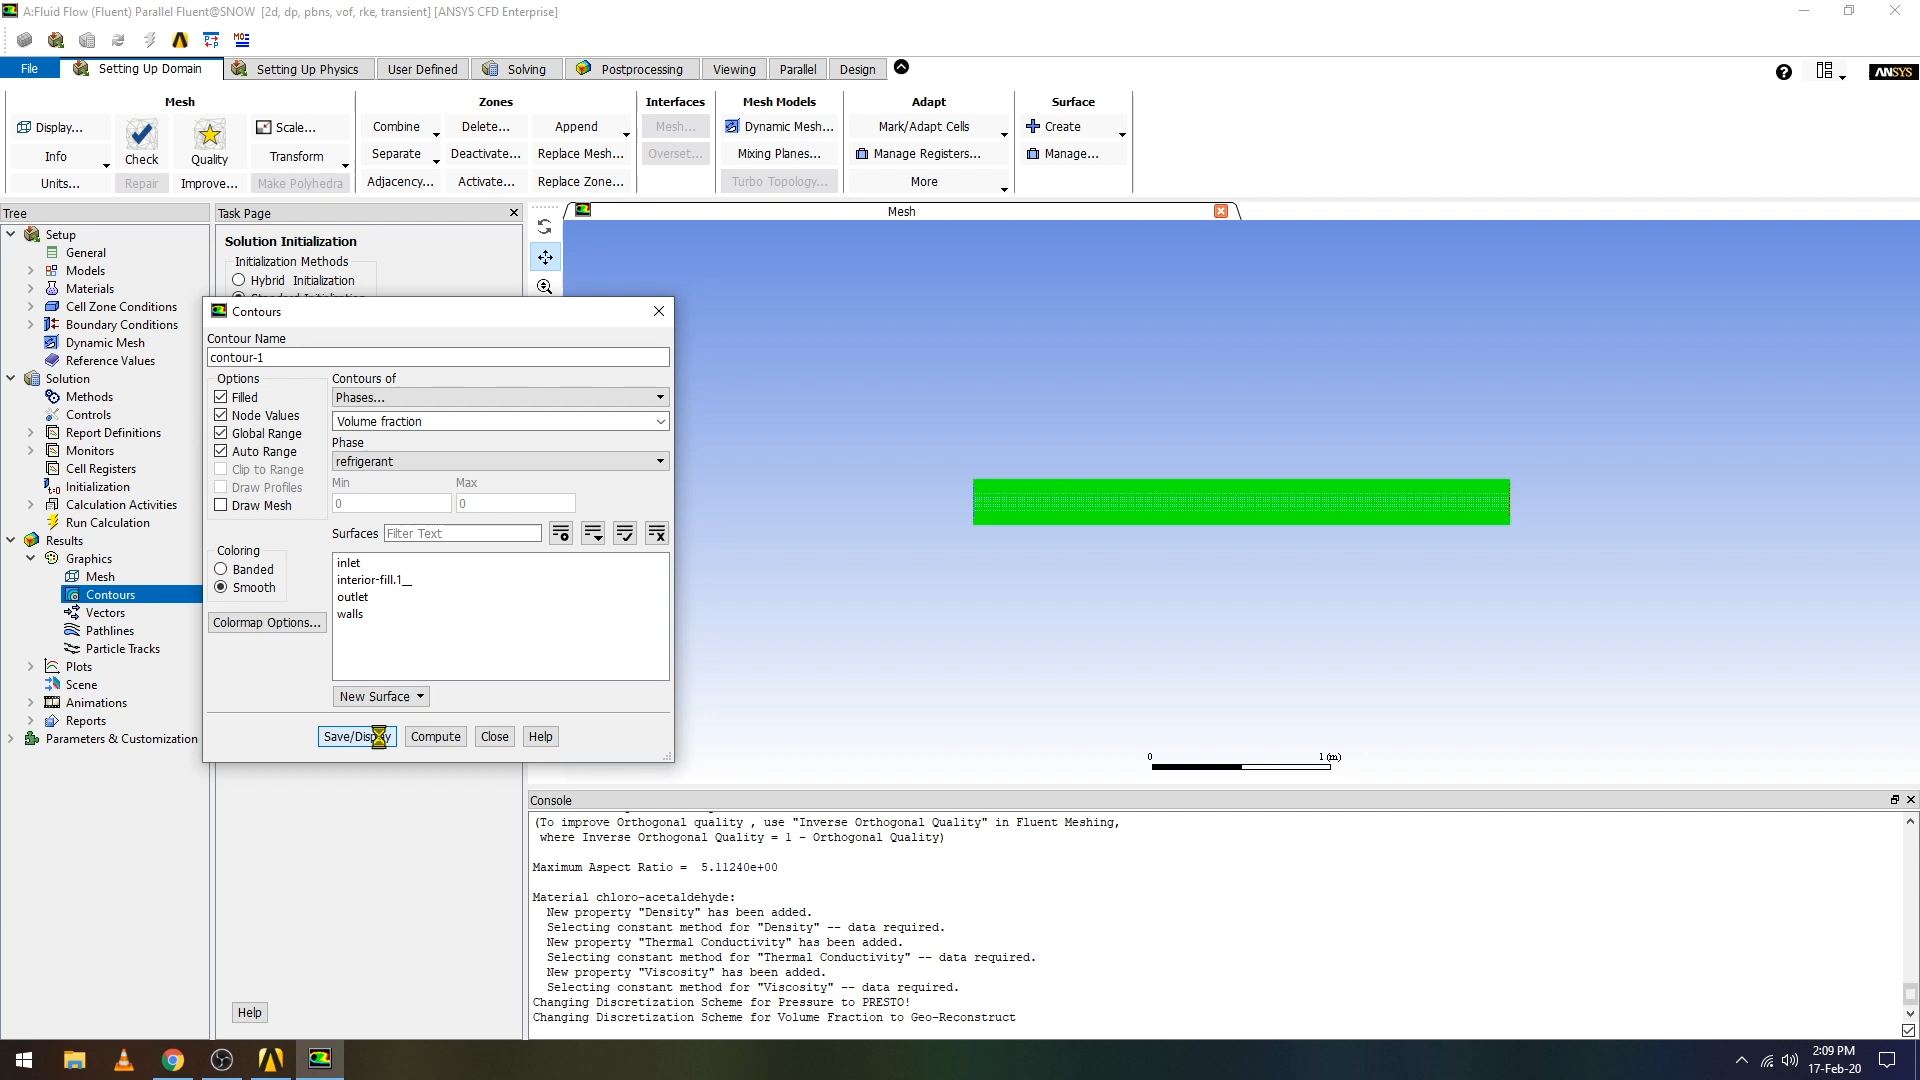 A:Fluid Flow (Fluent) Parallel Fluent@SNOW [2d, dp, pbns, vof, rke, transient] [ANSYS CFD Enterprise]
File
Setting Up Domain
Setting Up Physics
User Defined
Solving
Postprocessing
Viewing
Parallel
Design
ANSYS
Mesh
Zones
Interfaces
Mesh Models
Adapt
Surface
Display...
Scale...
Combine
Delete...
Append
Mesh...
Dynamic Mesh...
Mark/Adapt Cells
Create
Info
Check
Quality
Transform
Separate
Deactivate...
Replace Mesh...
Overset...
Mixing Planes...
Manage Registers...
Manage...
Units...
Repair
Improve...
Make Polyhedra
Adjacency...
Activate...
Replace Zone...
Turbo Topology...
More
Tree
Setup
General
Models
Materials
Cell Zone Conditions
Boundary Conditions
Dynamic Mesh
Reference Values
Solution
Methods
Controls
Report Definitions
Monitors
Cell Registers
Initialization
Calculation Activities
Run Calculation
Results
Graphics
Mesh
Contours
Vectors
Pathlines
Particle Tracks
Plots
Scene
Animations
Reports
Parameters & Customization
Task Page
Solution Initialization
Initialization Methods
Hybrid Initialization
Help
Contours
Contour Name
contour-1
Options
Filled
Node Values
Global Range
Auto Range
Clip to Range
Draw Profiles
Draw Mesh
Coloring
Banded
Smooth
Colormap Options...
Contours of
Phases...
Volume fraction
Phase
refrigerant
Min
Max
0
0
Surfaces
Filter Text
inlet
interior-fill.1__
outlet
walls
New Surface
Save/Display
Compute
Close
Help
Mesh
0
1 (m)
Console
(To improve Orthogonal quality , use "Inverse Orthogonal Quality" in Fluent Meshing,
where Inverse Orthogonal Quality = 1 - Orthogonal Quality)
Maximum Aspect Ratio = 5.11240e+00
Material chloro-acetaldehyde:
New property "Density" has been added.
Selecting constant method for "Density" -- data required.
New property "Thermal Conductivity" has been added.
Selecting constant method for "Thermal Conductivity" -- data required.
New property "Viscosity" has been added.
Selecting constant method for "Viscosity" -- data required.
Changing Discretization Scheme for Pressure to PRESTO!
Changing Discretization Scheme for Volume Fraction to Geo-Reconstruct
2:09 PM
17-Feb-20